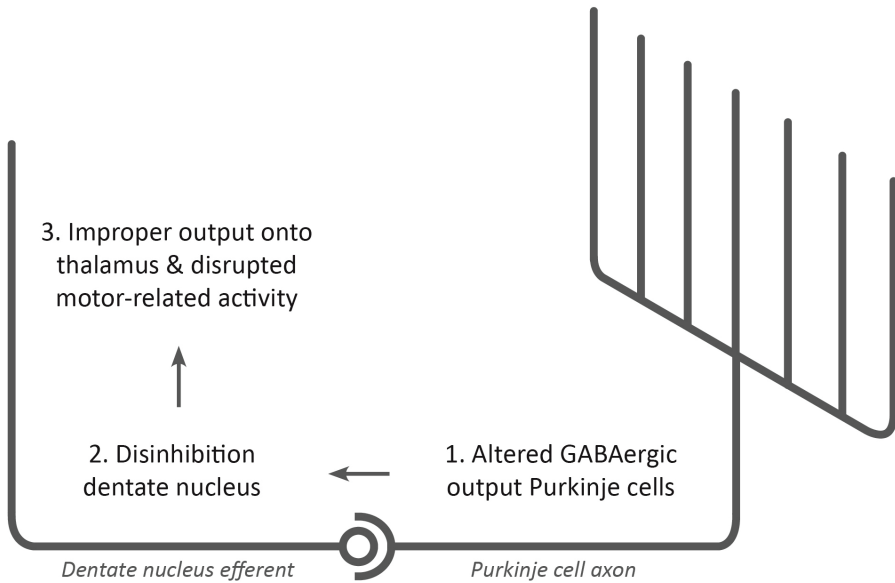 3. Improper output onto
thalamus & disrupted
motor-related activity
2. Disinhibition
dentate nucleus
1. Altered GABAergic
output Purkinje cells
Dentate nucleus efferent
Purkinje cell axon